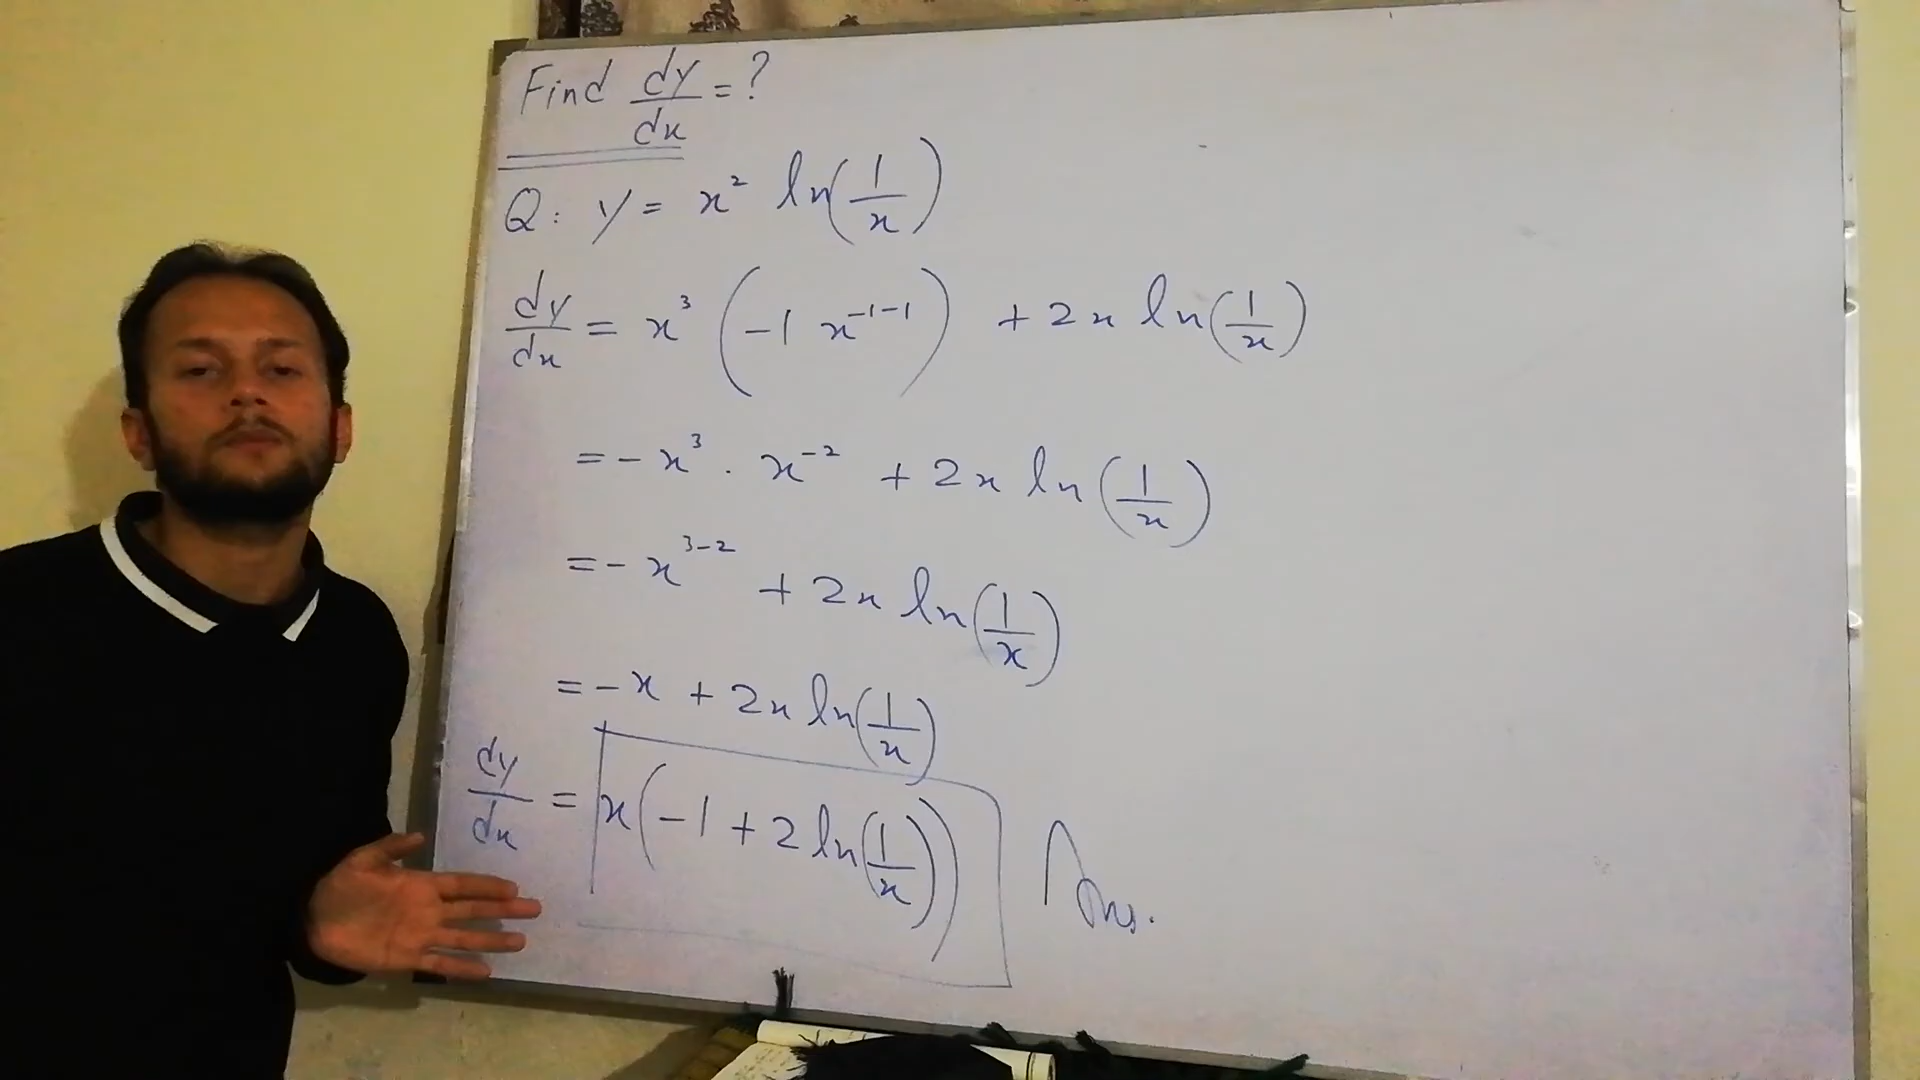 Find dy/dx = ?
Q: y = x² ln(1/x)
dy/dx = x³ (-1 x⁻¹⁻¹) + 2x ln(1/x)
= - x³ . x⁻² + 2x ln(1/x)
= - x³⁻² + 2x ln(1/x)
= - x + 2x ln(1/x)
dy/dx = x(-1 + 2 ln(1/x)) Ans.